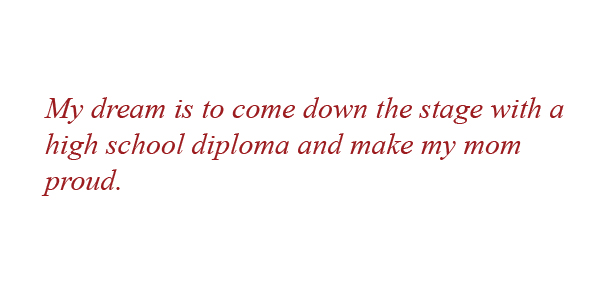 My dream is to come down the stage with a
high school diploma and make my mom
proud.